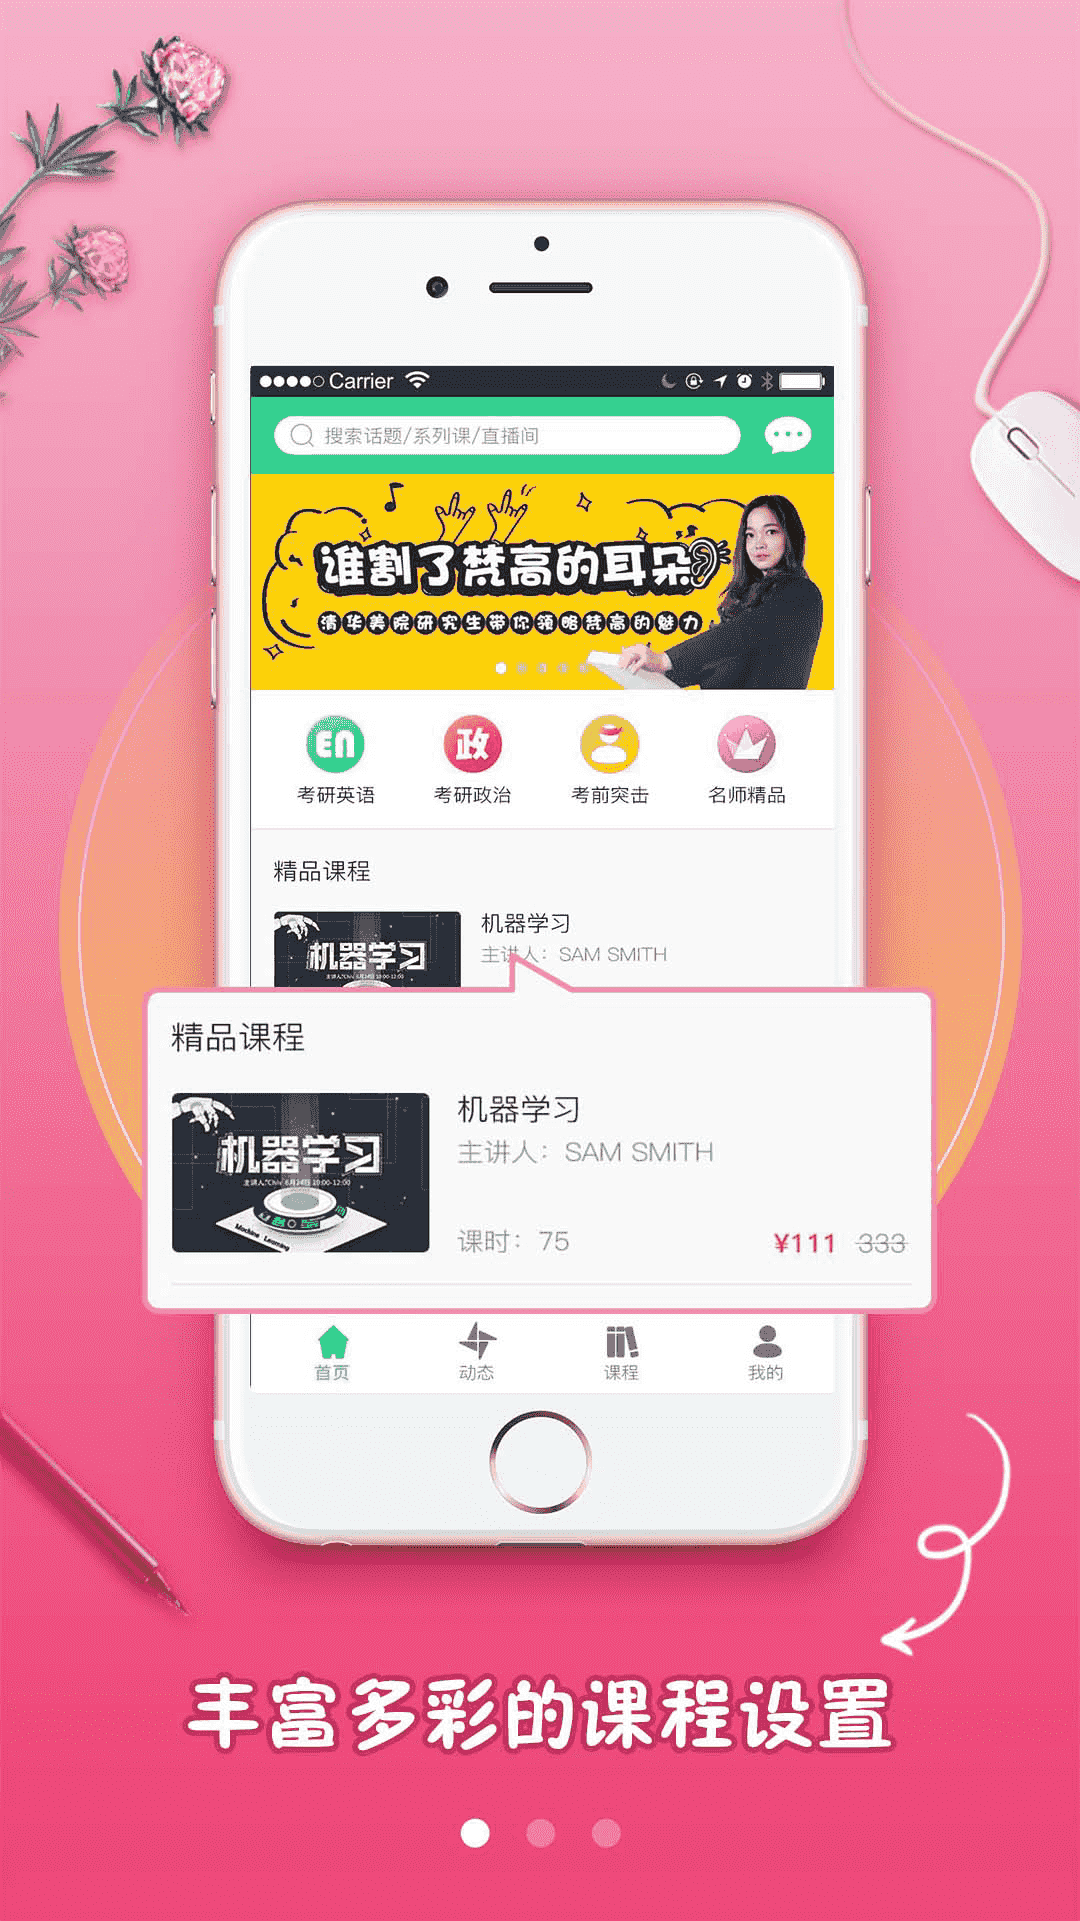 Carrier
搜索话题/系列课/直播间
谁割了梵高的耳朵
清华美院研究生带你领略梵高的魅力
EN 政
考研英语 考研政治 考前突击 名师精品
精品课程
机器学习
主讲人：SAM SMITH
机器学习
精品课程
机器学习
主讲人：SAM SMITH
机器学习
6月24日 10:00-12:00
Machine Learning
课时：75 ¥111 333
首页 动态 课程 我的
丰富多彩的课程设置